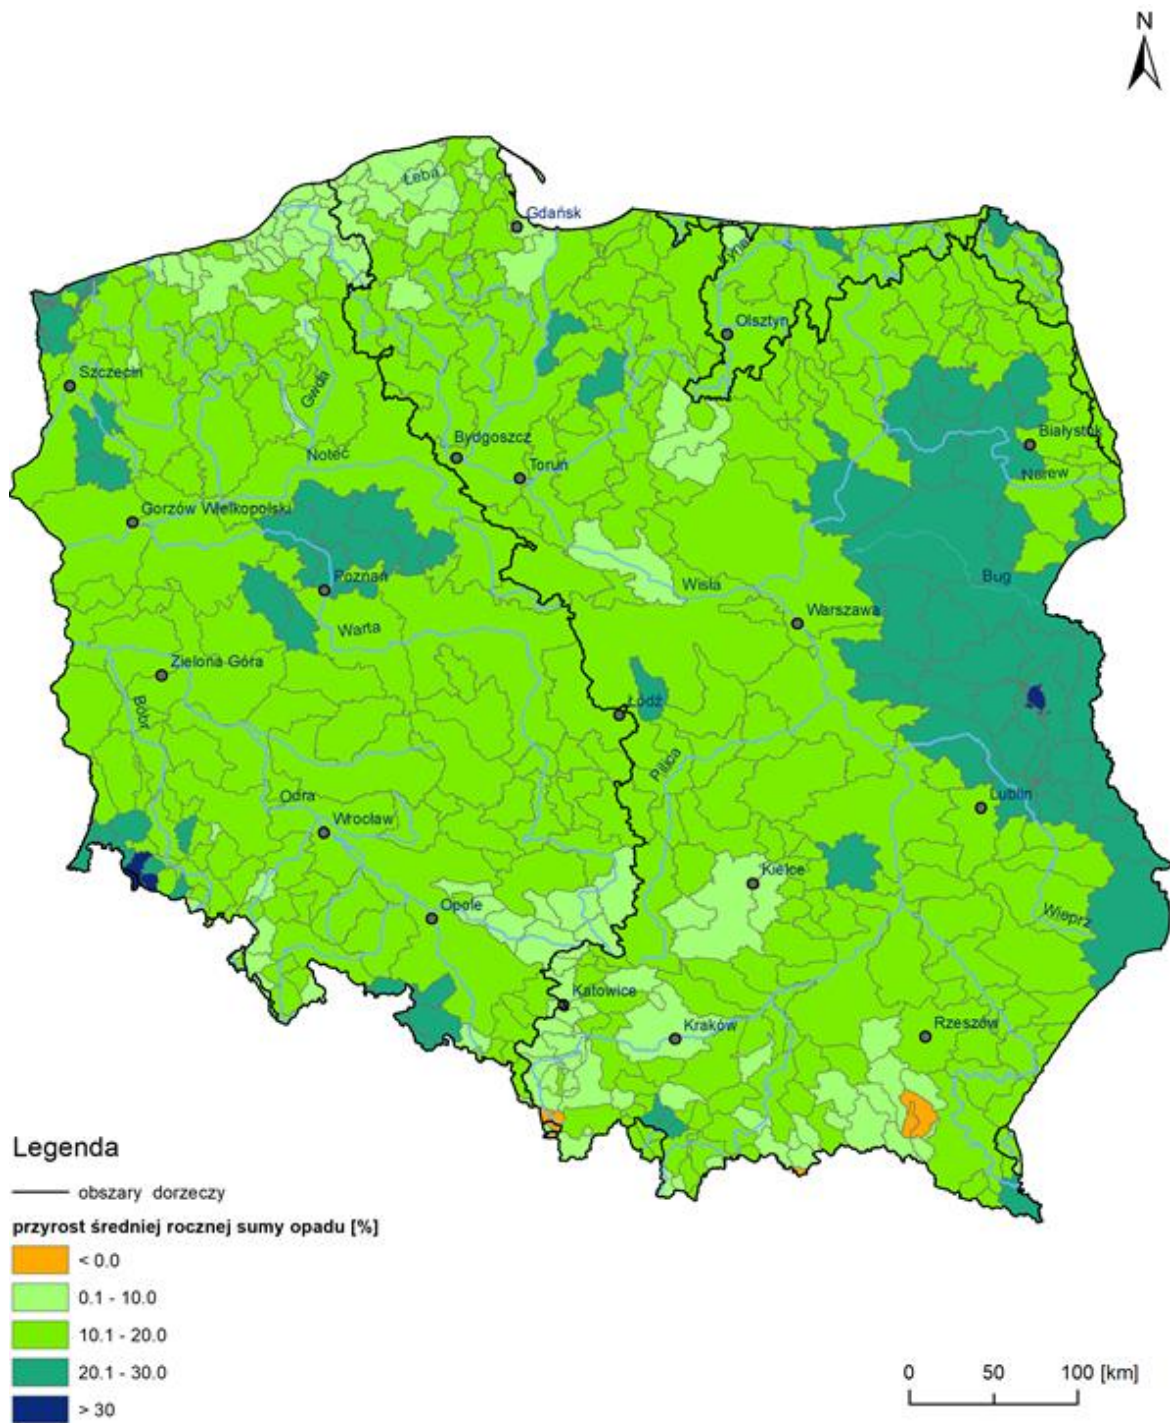 N
Łeba
Gdańsk
Łyna
Olsztyn
Szczecin
Gwda
Białystok
Bydgoszcz
Noteć
Toruń
Narew
Gorzów Wielkopolski
Poznań
Bug
Wisła
Warszawa
Warta
Zielona Góra
Bóbr
Łódź
Pilica
Odra
Lublin
Wrocław
Kielce
Opole
Wieprz
Katowice
Kraków
Rzeszów
Legenda
obszary dorzeczy
przyrost średniej rocznej sumy opadu [%]
< 0.0
0.1 - 10.0
10.1 - 20.0
20.1 - 30.0
> 30
0 50 100 [km]